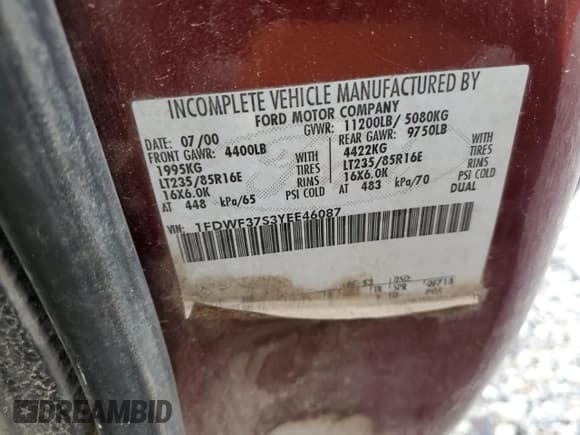 INCOMPLETE VEHICLE MANUFACTURED BY
FORD MOTOR COMPANY
DATE: 07/00 GVWR: 11200LB/ 5080KG
FRONT GAWR: 4400LB REAR GAWR: 9750LB
1995KG WITH 4422KG WITH
LT235/85R16E TIRES LT235/85R16E TIRES
16X6.0K RIMS 16X6.0K RIMS
AT 448 kPa/65 PSI COLD AT 483 kPa/70 PSI COLD
DUAL
VIN: 1FDWF37S3YEE46087
DREAMBID